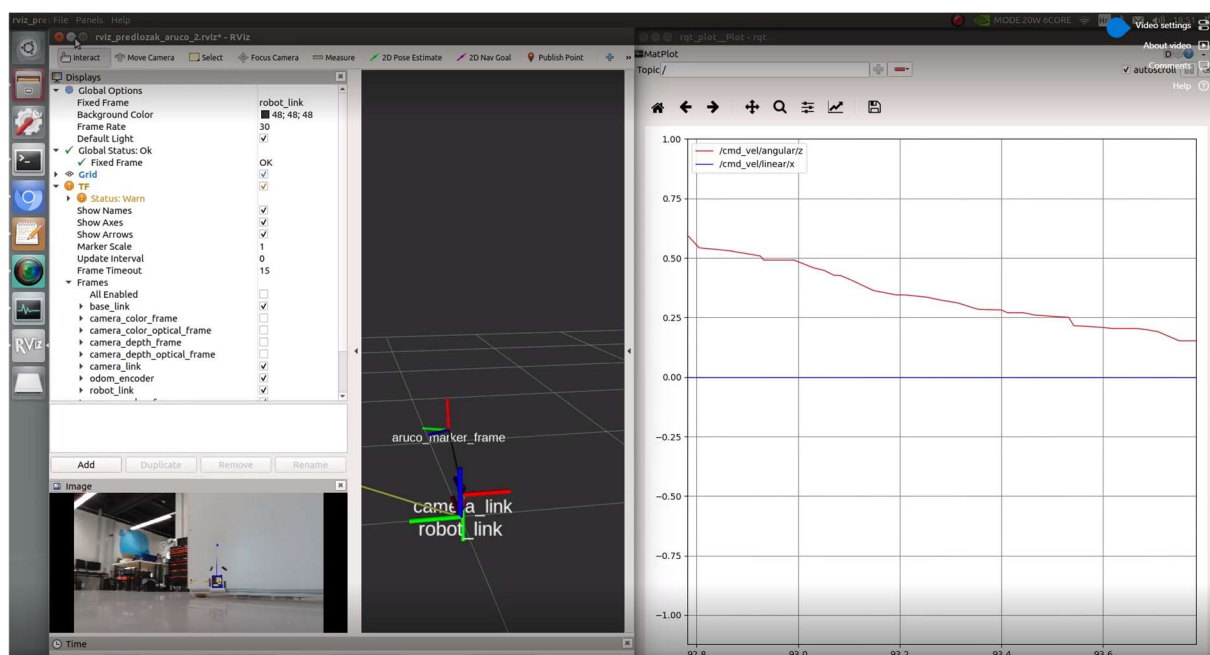 rviz_pre File Panels Help
MODE 20W 6CORE
18:51
Video settings
rviz_predlozak_aruco_2.rviz* - RViz
rqt_plot__Plot - rqt
About video
Interact Move Camera Select Focus Camera Measure 2D Pose Estimate 2D Nav Goal Publish Point »
MatPlot
Comments
Topic /
autoscroll
Help
Displays
Global Options
Fixed Frame robot_link
Background Color 48; 48; 48
Frame Rate 30
Default Light
Global Status: Ok
Fixed Frame OK
Grid
TF
Status: Warn
Show Names
Show Axes
Show Arrows
Marker Scale 1
Update Interval 0
Frame Timeout 15
Frames
All Enabled
base_link
camera_color_frame
camera_color_optical_frame
camera_depth_frame
camera_depth_optical_frame
camera_link
odom_encoder
robot_link
Add Duplicate Remove Rename
Image
Time
RViz
aruco_marker_frame
camera_link
robot_link
/cmd_vel/angular/z
/cmd_vel/linear/x
1.00
0.75
0.50
0.25
0.00
−0.25
−0.50
−0.75
−1.00
92.8 93.0 93.2 93.4 93.6